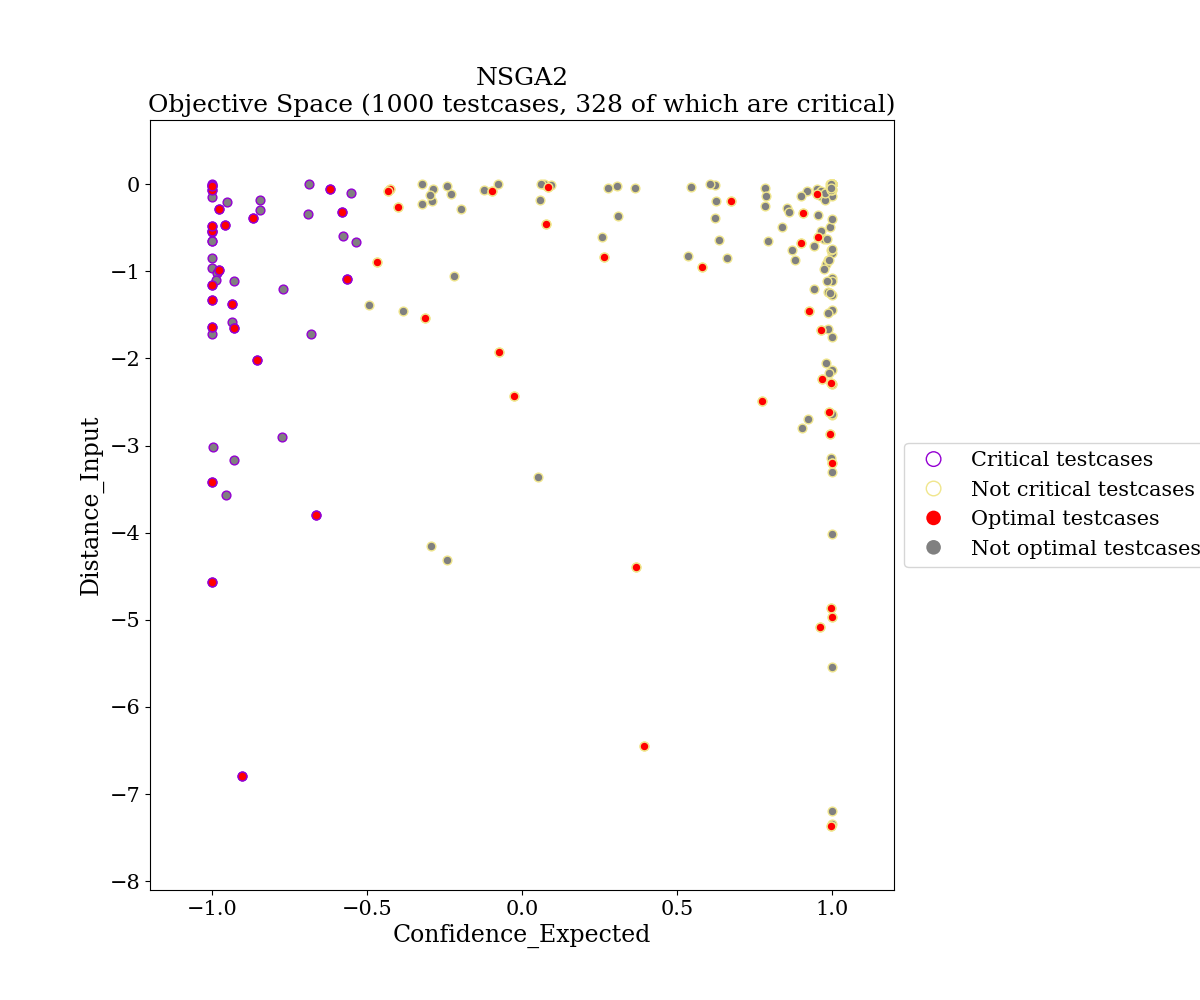 NSGA2
Objective Space (1000 testcases, 328 of which are critical)
0
−1
−2
−3
−4
−5
−6
−7
−8
Distance_Input
−1.0
−0.5
0.0
0.5
1.0
Confidence_Expected
Critical testcases
Not critical testcases
Optimal testcases
Not optimal testcases